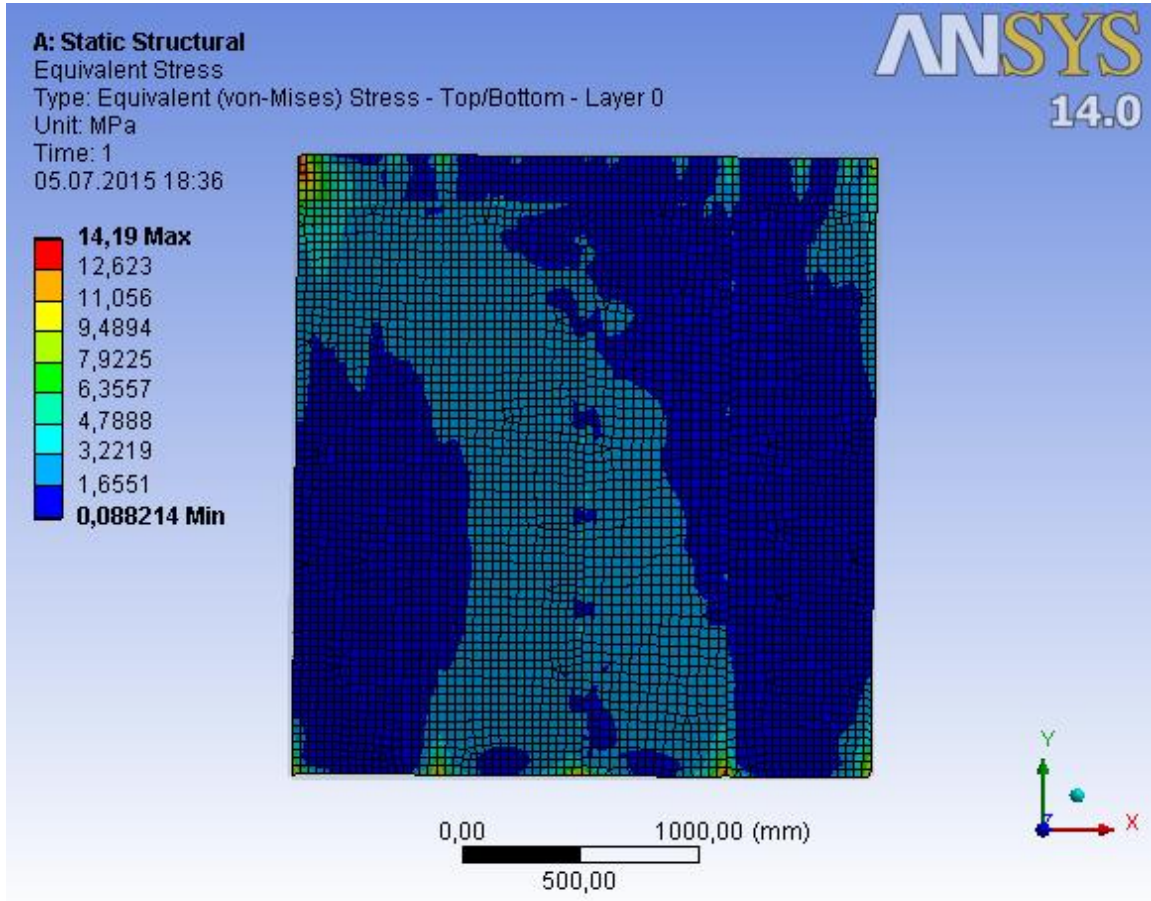 A: Static Structural
Equivalent Stress
Type: Equivalent (von-Mises) Stress - Top/Bottom - Layer 0
Unit: MPa
Time: 1
05.07.2015 18:36
ANSYS
14.0
14,19 Max
12,623
11,056
9,4894
7,9225
6,3557
4,7888
3,2219
1,6551
0,088214 Min
0,00
1000,00 (mm)
500,00
Y
X
Z